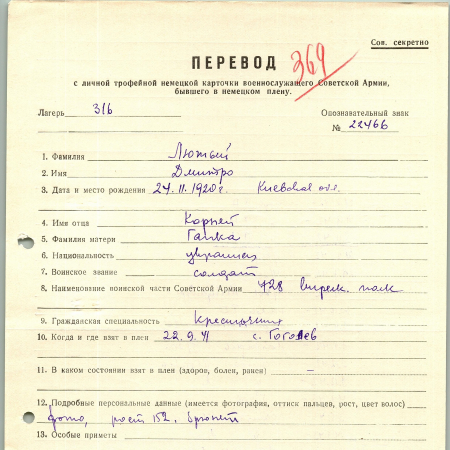 Сов. секретно
ПЕРЕВОД
369
с личной трофейной немецкой карточки военнослужащего Советской Армии,
бывшего в немецком плену.
Лагерь 316 Опознавательный знак
№ 22466
1. Фамилия Лютый
2. Имя Дмитро
3. Дата и место рождения 24.11.1920г. Киевская обл.
4. Имя отца Корней
5. Фамилия матери Гапка
6. Национальность украинец
7. Воинское звание солдат
8. Наименование воинской части Советской Армии 728 стрелк. полк
9. Гражданская специальность Крестьянин
10. Когда и где взят в плен 22.9.41 с. Гоголев
11. В каком состоянии взят в плен (здоров, болен, ранен) —
12. Подробные персональные данные (имеется фотография, оттиск пальцев, рост, цвет волос)
фото, рост 152. брюнет
13. Особые приметы